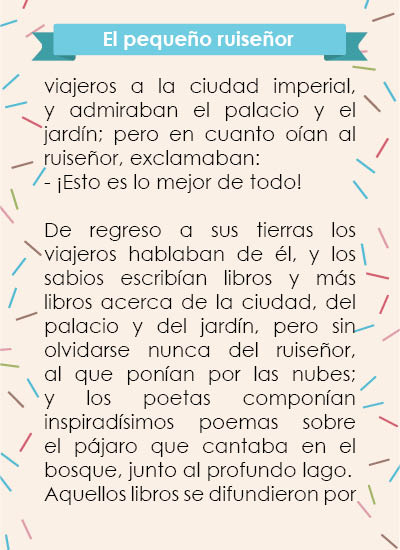 El pequeño ruiseñor
viajeros a la ciudad imperial,
y admiraban el palacio y el
jardín; pero en cuanto oían al
ruiseñor, exclamaban:
- ¡Esto es lo mejor de todo!
De regreso a sus tierras los
viajeros hablaban de él, y los
sabios escribían libros y más
libros acerca de la ciudad, del
palacio y del jardín, pero sin
olvidarse nunca del ruiseñor,
al que ponían por las nubes;
y los poetas componían
inspiradísimos poemas sobre
el pájaro que cantaba en el
bosque, junto al profundo lago.
Aquellos libros se difundieron por